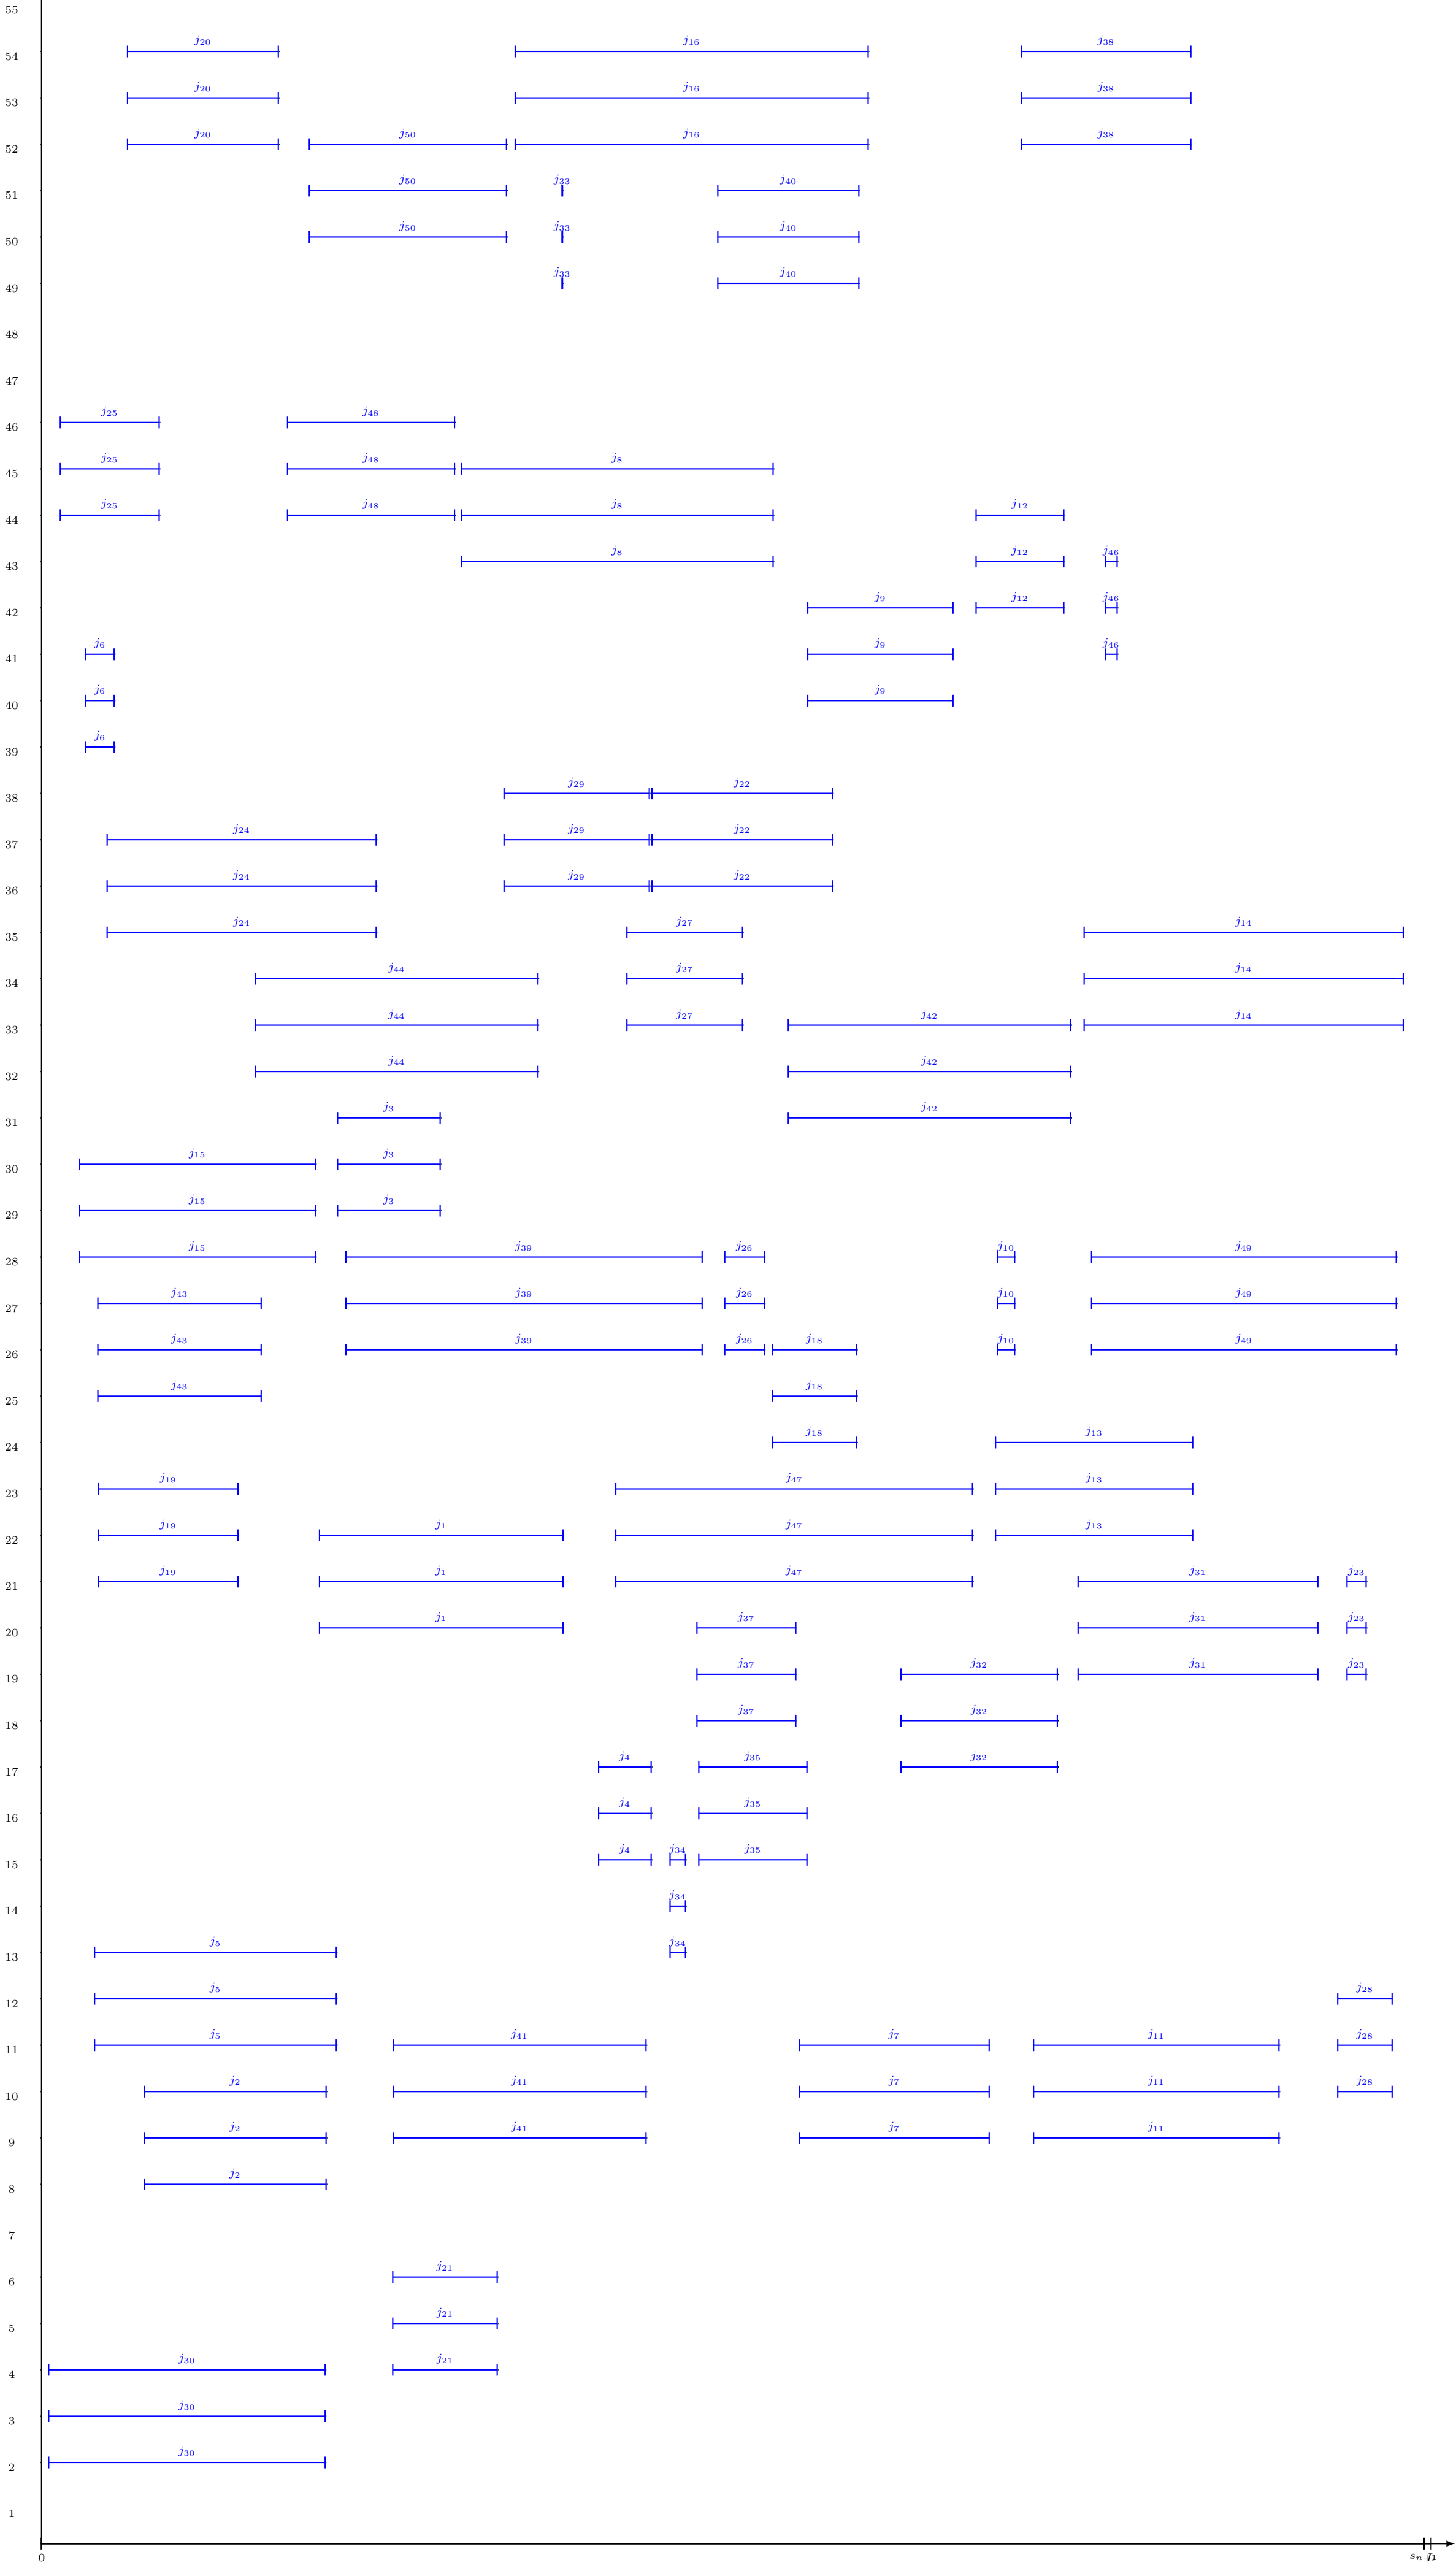 55
j₂₀ j₁₆ j₃₈
54
j₂₀ j₁₆ j₃₈
53
j₂₀ j₅₀ j₁₆ j₃₈
52
j₅₀ j₃₃ j₄₀
51
j₅₀ j₃₃ j₄₀
50
j₃₃ j₄₀
49
48
47
j₂₅ j₄₈
46
j₂₅ j₄₈ j₈
45
j₂₅ j₄₈ j₈ j₁₂
44
j₈ j₁₂ j₄₆
43
j₉ j₁₂ j₄₆
42
j₆ j₉ j₄₆
41
j₆ j₉
40
j₆
39
j₂₉ j₂₂
38
j₂₄ j₂₉ j₂₂
37
j₂₄ j₂₉ j₂₂
36
j₂₄ j₂₇ j₁₄
35
j₄₄ j₂₇ j₁₄
34
j₄₄ j₂₇ j₄₂ j₁₄
33
j₄₄ j₄₂
32
j₃ j₄₂
31
j₁₅ j₃
30
j₁₅ j₃
29
j₁₅ j₃₉ j₂₆ j₁₀ j₄₉
28
j₄₃ j₃₉ j₂₆ j₁₀ j₄₉
27
j₄₃ j₃₉ j₂₆ j₁₈ j₁₀ j₄₉
26
j₄₃ j₁₈
25
j₁₈ j₁₃
24
j₁₉ j₄₇ j₁₃
23
j₁₉ j₁ j₄₇ j₁₃
22
j₁₉ j₁ j₄₇ j₃₁ j₂₃
21
j₁ j₃₇ j₃₁ j₂₃
20
j₃₇ j₃₂ j₃₁ j₂₃
19
j₃₇ j₃₂
18
j₄ j₃₅ j₃₂
17
j₄ j₃₅
16
j₄ j₃₄ j₃₅
15
j₃₄
14
j₅ j₃₄
13
j₅ j₂₈
12
j₅ j₄₁ j₇ j₁₁ j₂₈
11
j₂ j₄₁ j₇ j₁₁ j₂₈
10
j₂ j₄₁ j₇ j₁₁
9
j₂
8
7
j₂₁
6
j₂₁
5
j₃₀ j₂₁
4
j₃₀
3
j₃₀
2
1
0 sₙ₊₁ L